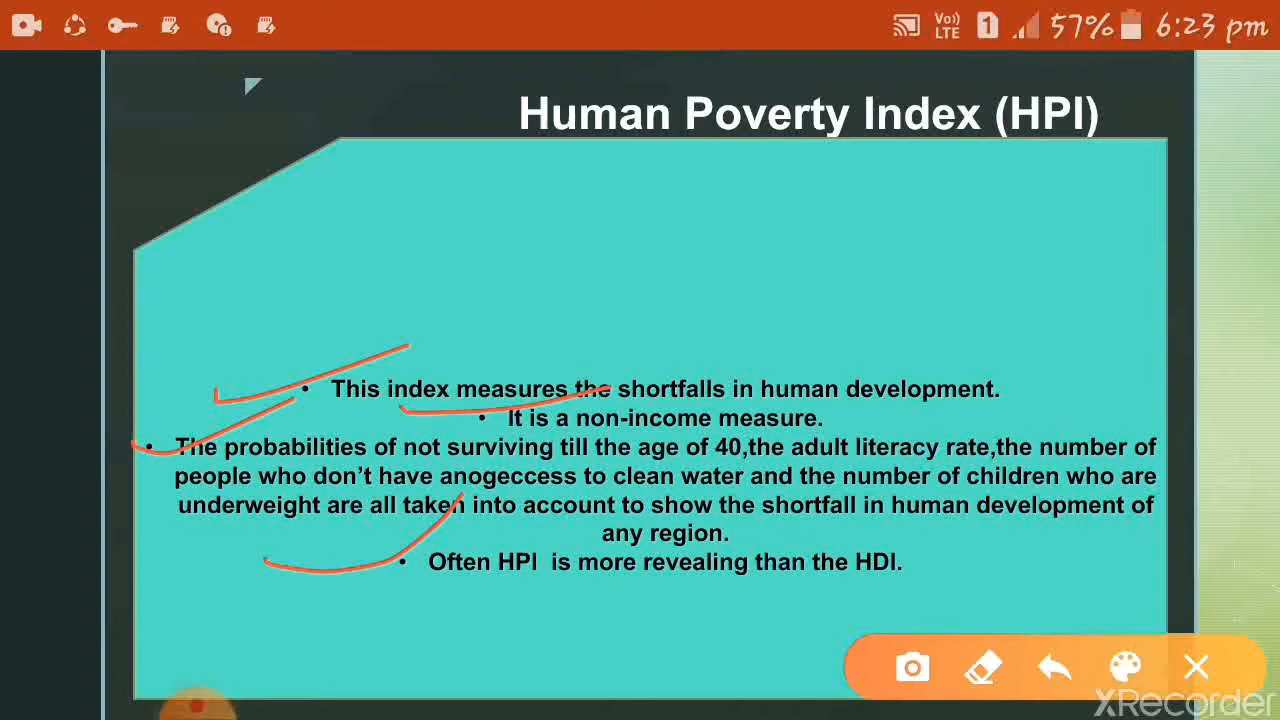 Vo) LTE 1 57% 6:23 pm
Human Poverty Index (HPI)
• This index measures the shortfalls in human development.
• It is a non-income measure.
• The probabilities of not surviving till the age of 40,the adult literacy rate,the number of
people who don’t have anogeccess to clean water and the number of children who are
underweight are all taken into account to show the shortfall in human development of
any region.
• Often HPI is more revealing than the HDI.
XRecorder